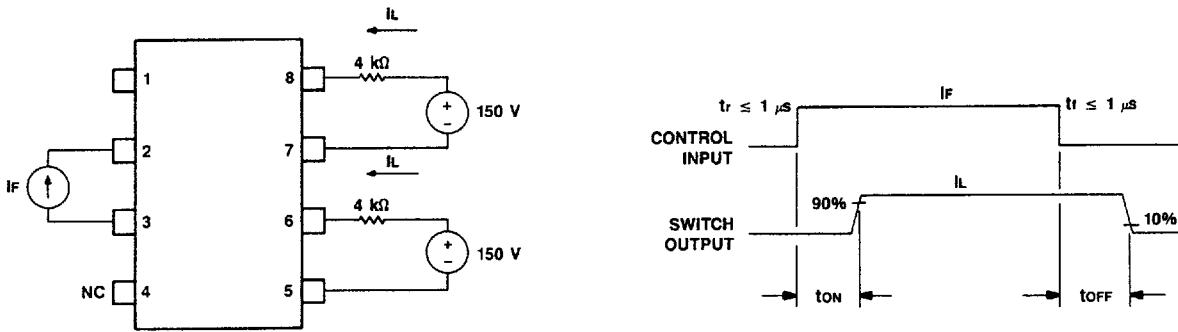 IL
4 kΩ
1
8
+
−
150 V
2
7
IL
IF
4 kΩ
3
6
+
−
150 V
NC
4
5
tr ≤ 1 μs
IF
tf ≤ 1 μs
CONTROL
INPUT
IL
90%
10%
SWITCH
OUTPUT
tON
tOFF